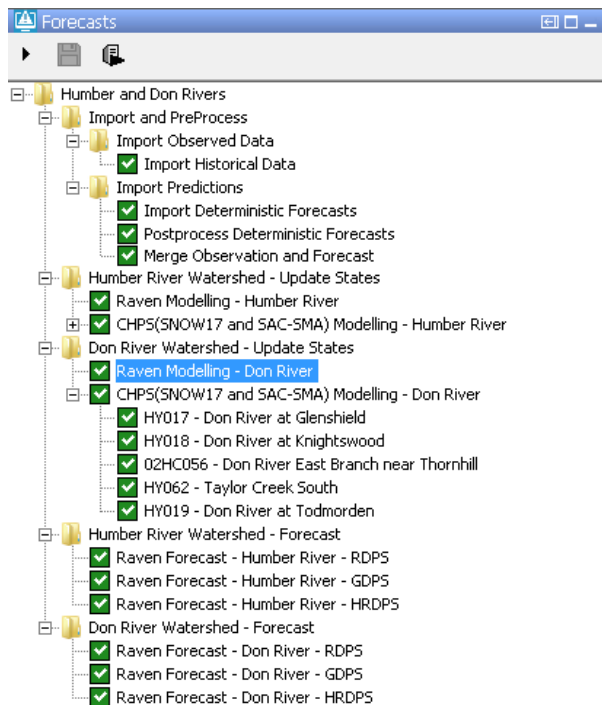 Forecasts
Humber and Don Rivers
Import and PreProcess
Import Observed Data
Import Historical Data
Import Predictions
Import Deterministic Forecasts
Postprocess Deterministic Forecasts
Merge Observation and Forecast
Humber River Watershed - Update States
Raven Modelling - Humber River
CHPS(SNOW17 and SAC-SMA) Modelling - Humber River
Don River Watershed - Update States
Raven Modelling - Don River
CHPS(SNOW17 and SAC-SMA) Modelling - Don River
HY017 - Don River at Glenshield
HY018 - Don River at Knightswood
02HC056 - Don River East Branch near Thornhill
HY062 - Taylor Creek South
HY019 - Don River at Todmorden
Humber River Watershed - Forecast
Raven Forecast - Humber River - RDPS
Raven Forecast - Humber River - GDPS
Raven Forecast - Humber River - HRDPS
Don River Watershed - Forecast
Raven Forecast - Don River - RDPS
Raven Forecast - Don River - GDPS
Raven Forecast - Don River - HRDPS